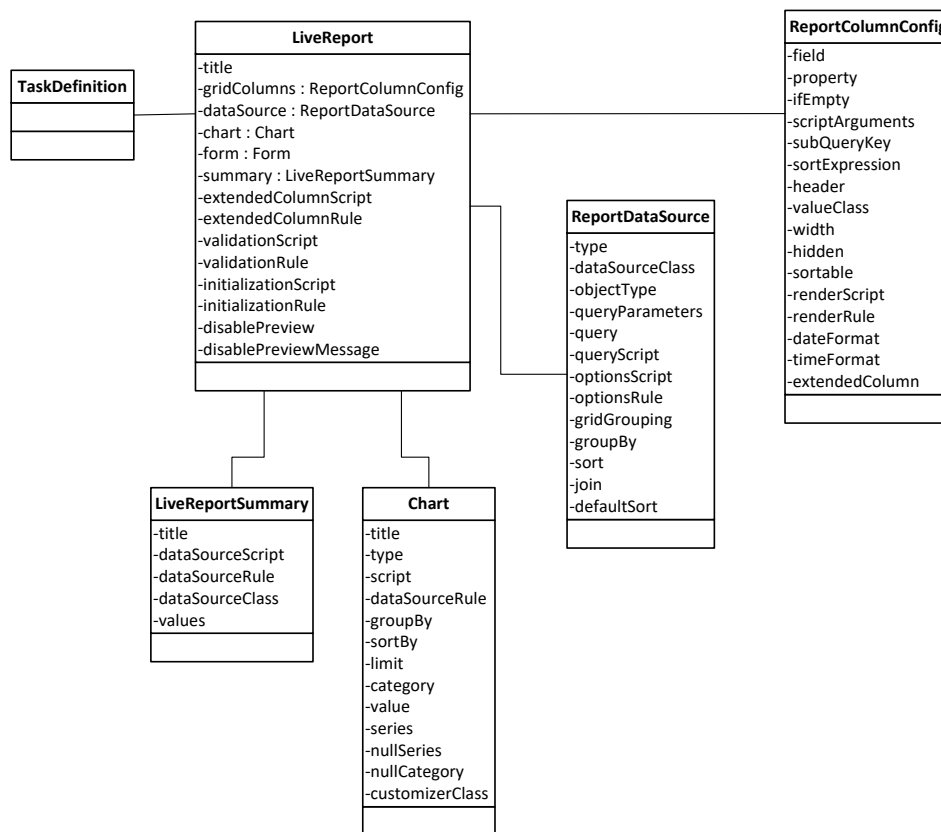 TaskDefinition
LiveReport
-title
-gridColumns : ReportColumnConfig
-dataSource : ReportDataSource
-chart : Chart
-form : Form
-summary : LiveReportSummary
-extendedColumnScript
-extendedColumnRule
-validationScript
-validationRule
-initializationScript
-initializationRule
-disablePreview
-disablePreviewMessage
ReportColumnConfig
-field
-property
-ifEmpty
-scriptArguments
-subQueryKey
-sortExpression
-header
-valueClass
-width
-hidden
-sortable
-renderScript
-renderRule
-dateFormat
-timeFormat
-extendedColumn
ReportDataSource
-type
-dataSourceClass
-objectType
-queryParameters
-query
-queryScript
-optionsScript
-optionsRule
-gridGrouping
-groupBy
-sort
-join
-defaultSort
LiveReportSummary
-title
-dataSourceScript
-dataSourceRule
-dataSourceClass
-values
Chart
-title
-type
-script
-dataSourceRule
-groupBy
-sortBy
-limit
-category
-value
-series
-nullSeries
-nullCategory
-customizerClass